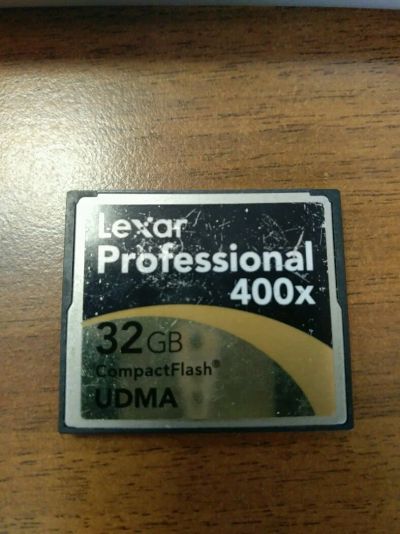 Lexar
Professional
400x
32GB
CompactFlash®
UDMA